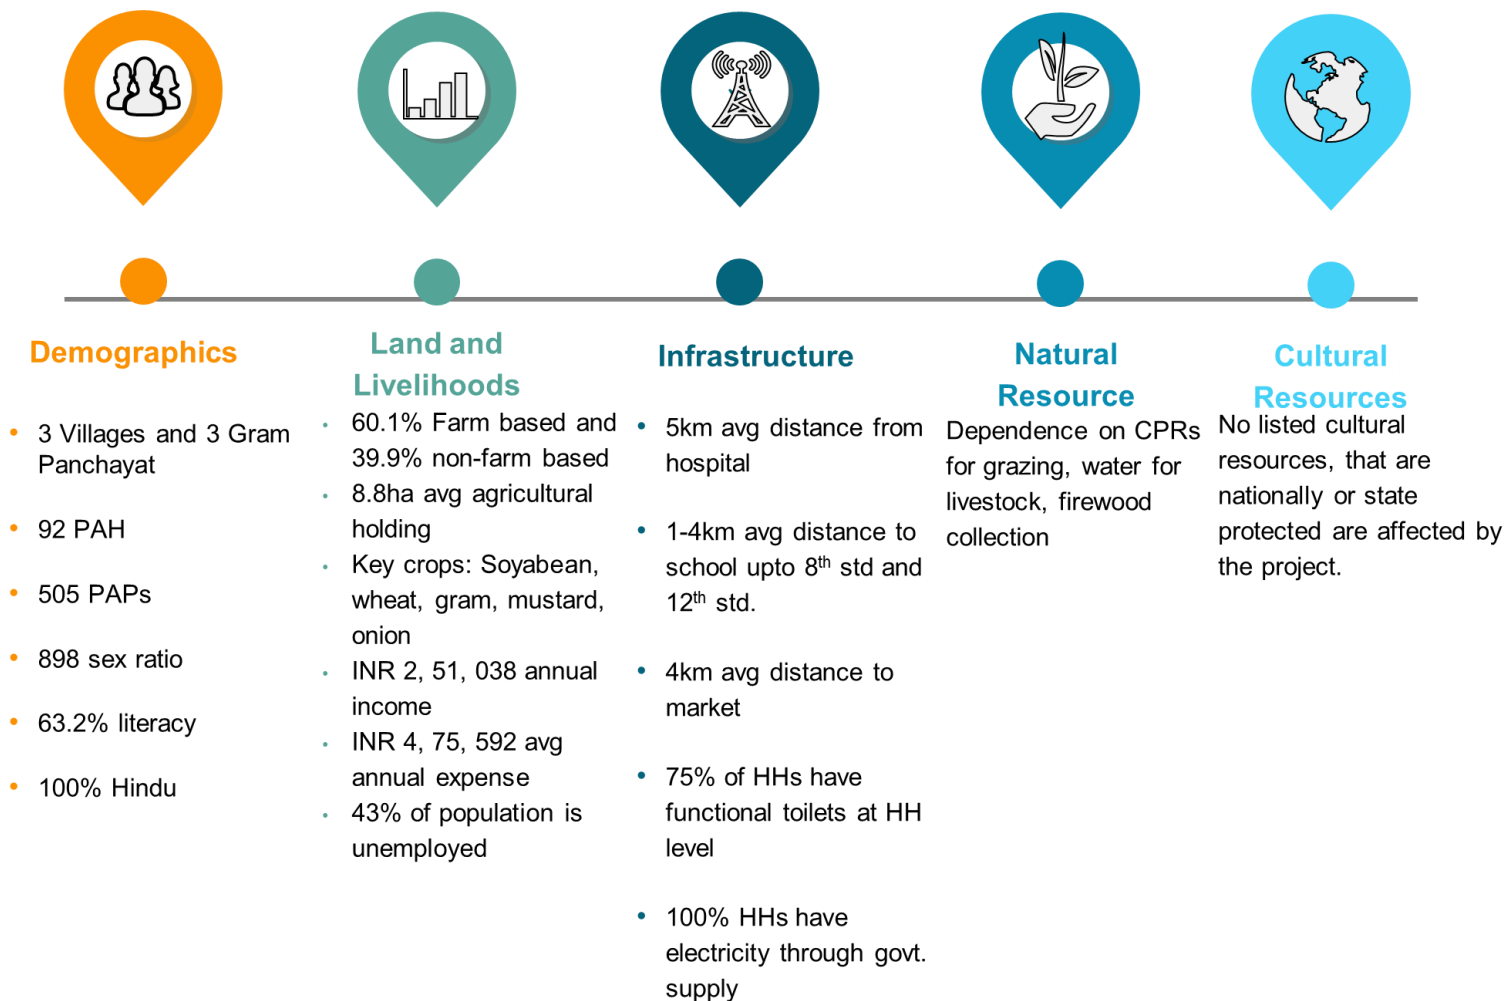 Demographics
• 3 Villages and 3 Gram
Panchayat
• 92 PAH
• 505 PAPs
• 898 sex ratio
• 63.2% literacy
• 100% Hindu
Land and
Livelihoods
• 60.1% Farm based and
39.9% non-farm based
• 8.8ha avg agricultural
holding
• Key crops: Soyabean,
wheat, gram, mustard,
onion
• INR 2, 51, 038 annual
income
• INR 4, 75, 592 avg
annual expense
• 43% of population is
unemployed
Infrastructure
• 5km avg distance from
hospital
• 1-4km avg distance to
school upto 8th std and
12th std.
• 4km avg distance to
market
• 75% of HHs have
functional toilets at HH
level
• 100% HHs have
electricity through govt.
supply
Natural
Resource
Dependence on CPRs
for grazing, water for
livestock, firewood
collection
Cultural
Resources
No listed cultural
resources, that are
nationally or state
protected are affected by
the project.